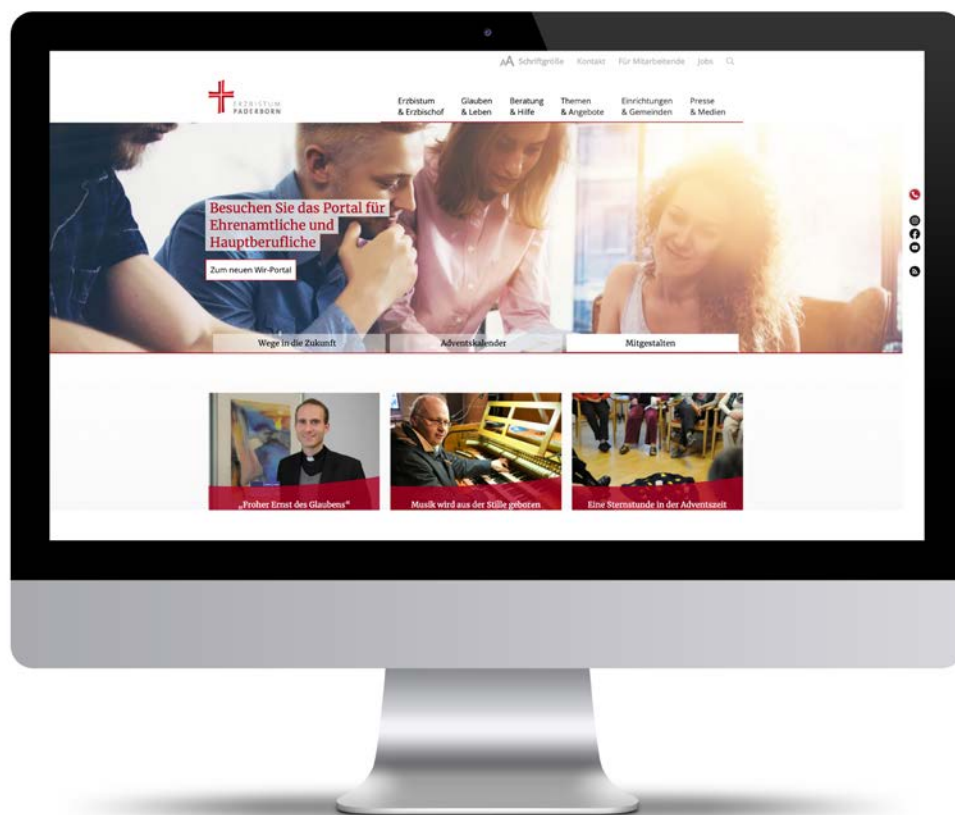 AA Schriftgröße Kontakt Für Mitarbeitende Jobs
ERZBISTUM
PADERBORN
Erzbistum
& Erzbischof
Glauben
& Leben
Beratung
& Hilfe
Themen
& Angebote
Einrichtungen
& Gemeinden
Presse
& Medien
Besuchen Sie das Portal für
Ehrenamtliche und
Hauptberufliche
Zum neuen Wir-Portal
Wege in die Zukunft
Adventskalender
Mitgestalten
„Froher Ernst des Glaubens“
Musik wird aus der Stille geboren
Eine Sternstunde in der Adventszeit